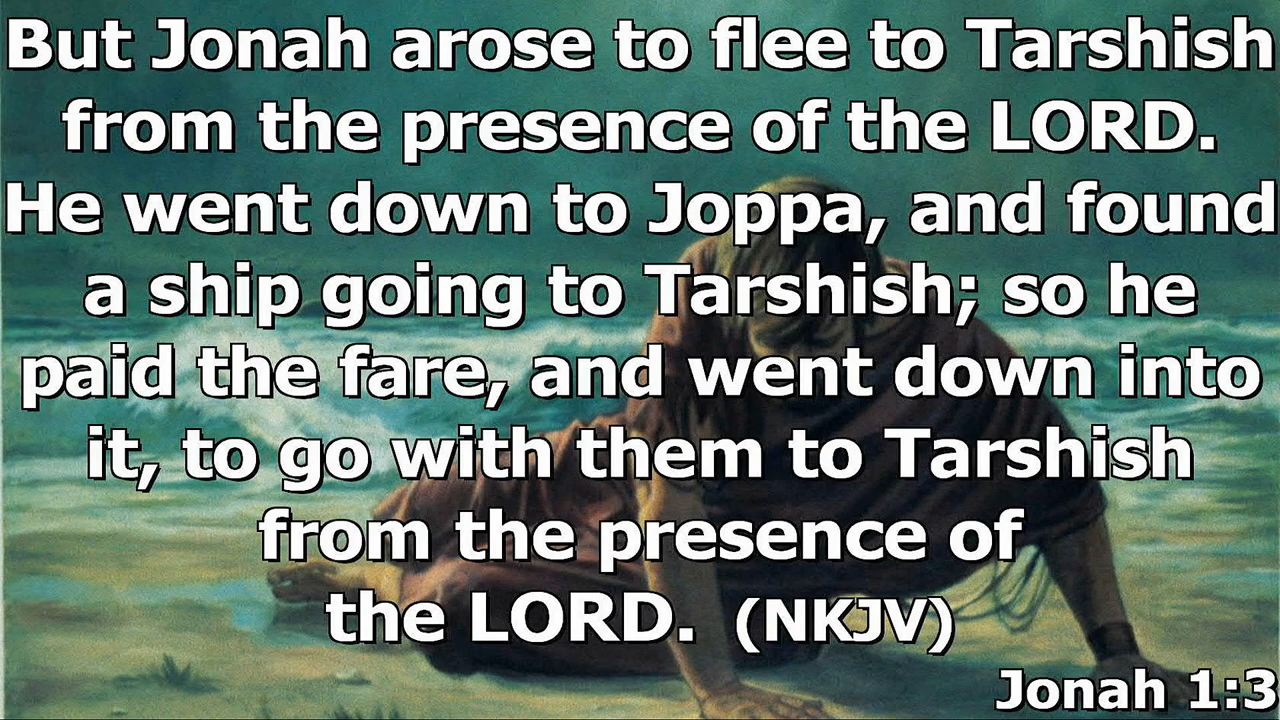 But Jonah arose to flee to Tarshish
from the presence of the LORD.
He went down to Joppa, and found
a ship going to Tarshish; so he
paid the fare, and went down into
it, to go with them to Tarshish
from the presence of
the LORD. (NKJV)
Jonah 1:3